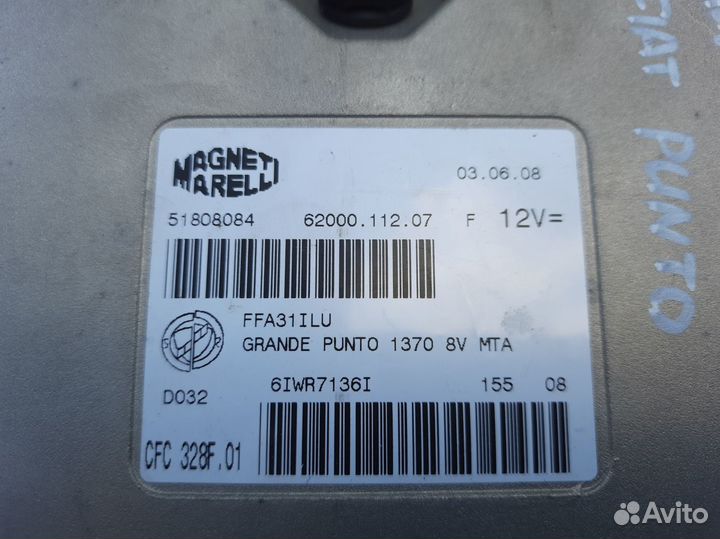 MAGNETI
MARELLI
03.06.08
51808084 62000.112.07 F 12V=
FFA31ILU
GRANDE PUNTO 1370 8V MTA
D032 6IWR7136I 155 08
CFC 328F.01
FIAT PUNTO
Avito